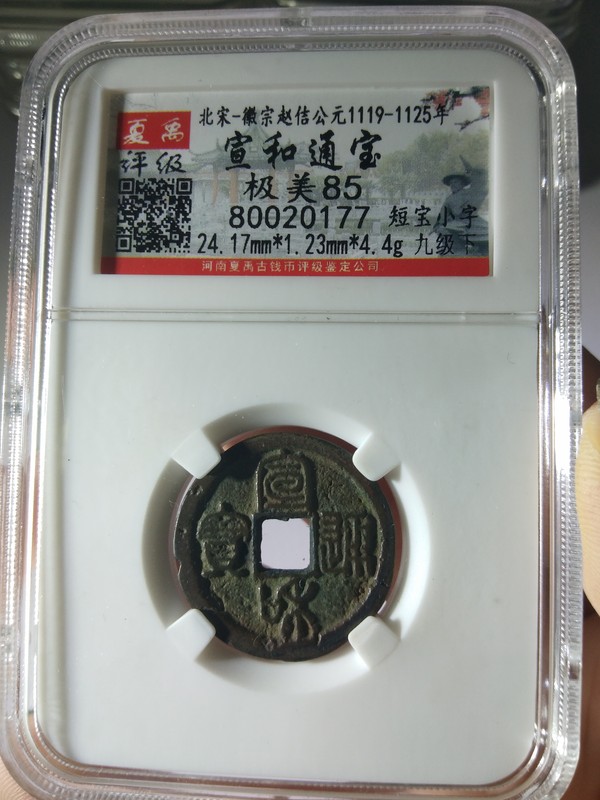 北宋-徽宗赵佶公元1119-1125年
夏禹
评级
宣和通宝
极美85
80020177 短宝小字
24.17mm*1.23mm*4.4g 九级下
河南夏禹古钱币评级鉴定公司
宣和通寳